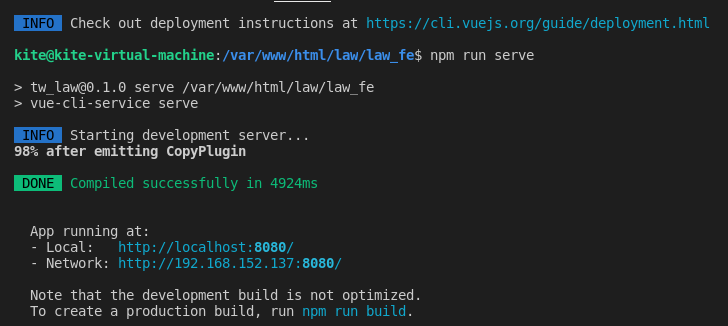 INFO Check out deployment instructions at https://cli.vuejs.org/guide/deployment.html
kite@kite-virtual-machine:/var/www/html/law/law_fe$ npm run serve
> tw_law@0.1.0 serve /var/www/html/law/law_fe
> vue-cli-service serve
INFO Starting development server...
98% after emitting CopyPlugin
DONE Compiled successfully in 4924ms
App running at:
- Local: http://localhost:8080/
- Network: http://192.168.152.137:8080/
Note that the development build is not optimized.
To create a production build, run npm run build.